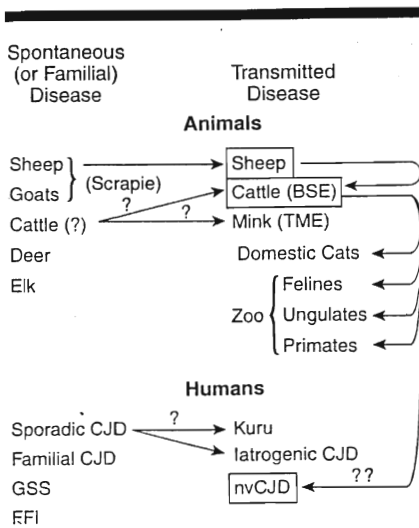 Spontaneous
(or Familial)
Disease
Transmitted
Disease
Animals
Sheep
Goats
(Scrapie)
Sheep
?
Cattle (BSE)
Cattle (?)
?
Mink (TME)
Deer
Domestic Cats
Elk
Zoo
Felines
Ungulates
Primates
Humans
Sporadic CJD
?
Kuru
Familial CJD
Iatrogenic CJD
GSS
nvCJD
??
FFI